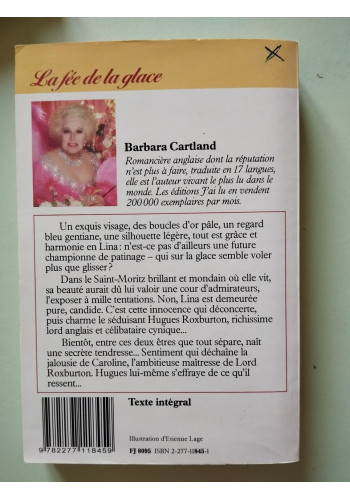 La fée de la glace
Barbara Cartland
Romancière anglaise dont la réputation
n'est plus à faire, traduite en 17 langues,
elle est l'auteur vivant le plus lu dans le
monde. Les éditions J'ai lu en vendent
200 000 exemplaires par mois.
Un exquis visage, des boucles d'or pâle, un regard
bleu gentiane, une silhouette légère, tout est grâce et
harmonie en Lina : n'est-ce pas d'ailleurs une future
championne de patinage – qui sur la glace semble voler
plus que glisser ?
Dans le Saint-Moritz brillant et mondain où elle vit,
sa beauté aurait dû lui valoir une cour d'admirateurs,
l'exposer à mille tentations. Non, Lina est demeurée
pure, candide. C'est cette innocence qui déconcerte,
puis charme le séduisant Hugues Roxburton, richissime
lord anglais et célibataire cynique...
Bientôt, entre ces deux êtres que tout sépare, naît
une secrète tendresse... Sentiment qui déchaîne la
jalousie de Caroline, l'ambitieuse maîtresse de Lord
Roxburton. Hugues lui-même s'effraye de ce qu'il
ressent...
Texte intégral
Illustration d'Etienne Lage
9 782277 118459
FJ 8095 ISBN 2-277-11845-1